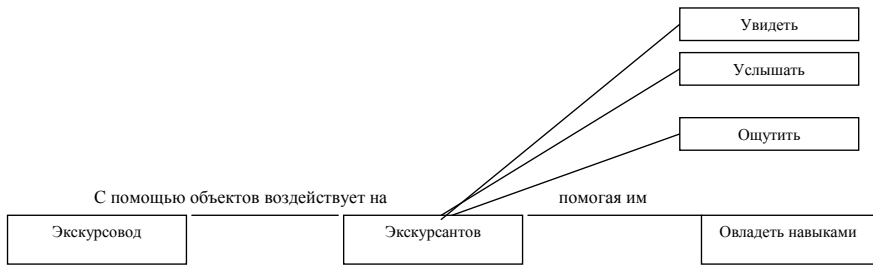 Увидеть
Услышать
Ощутить
С помощью объектов воздействует на
помогая им
Экскурсовод
Экскурсантов
Овладеть навыками